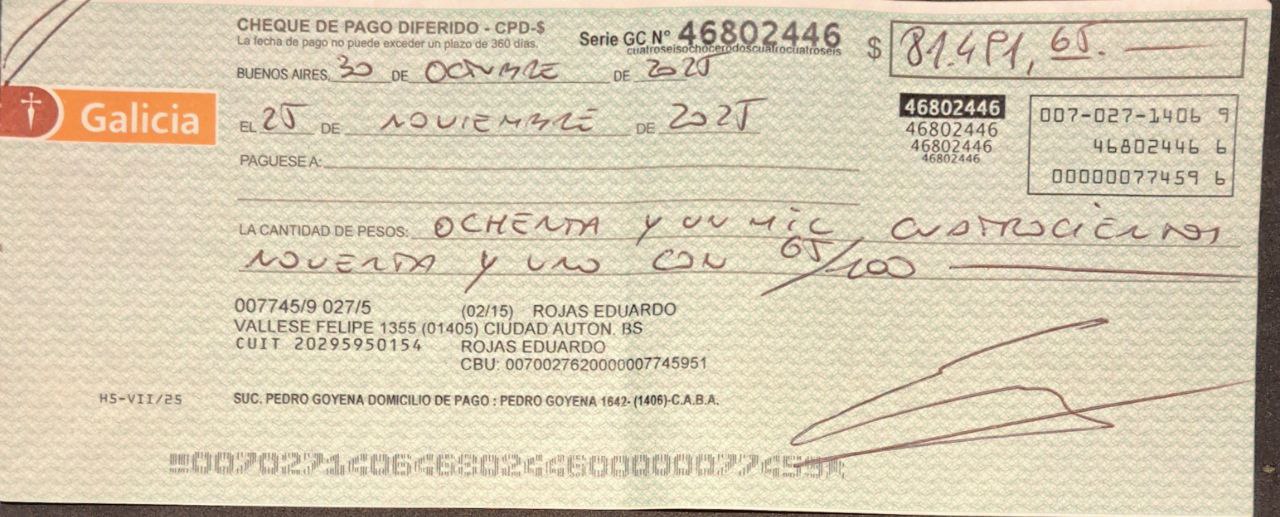 CHEQUE DE PAGO DIFERIDO - CPD-$
La fecha de pago no puede exceder un plazo de 360 días.
Serie GC Nº 46802446
cuatroseisochocerodoscuatrocuatroseis
$ 81.491,65.
BUENOS AIRES, 30 DE OCTUBRE DE 2025
Galicia
EL 25 DE NOVIEMBRE DE 2025
46802446
46802446
46802446
46802446
007-027-1406 9
46802446 6
00000077459 6
PAGUESE A:
LA CANTIDAD DE PESOS: OCHENTA Y UN MIL CUATROCIENTOS
NOVENTA Y UNO CON 65/100
007745/9 027/5 (02/15) ROJAS EDUARDO
VALLESE FELIPE 1355 (01405) CIUDAD AUTON. BS
CUIT 20295950154 ROJAS EDUARDO
CBU: 0070027620000007745951
HS-VII/25
SUC. PEDRO GOYENA DOMICILIO DE PAGO : PEDRO GOYENA 1642- (1406)-C.A.B.A.
00702714064680244600000077459